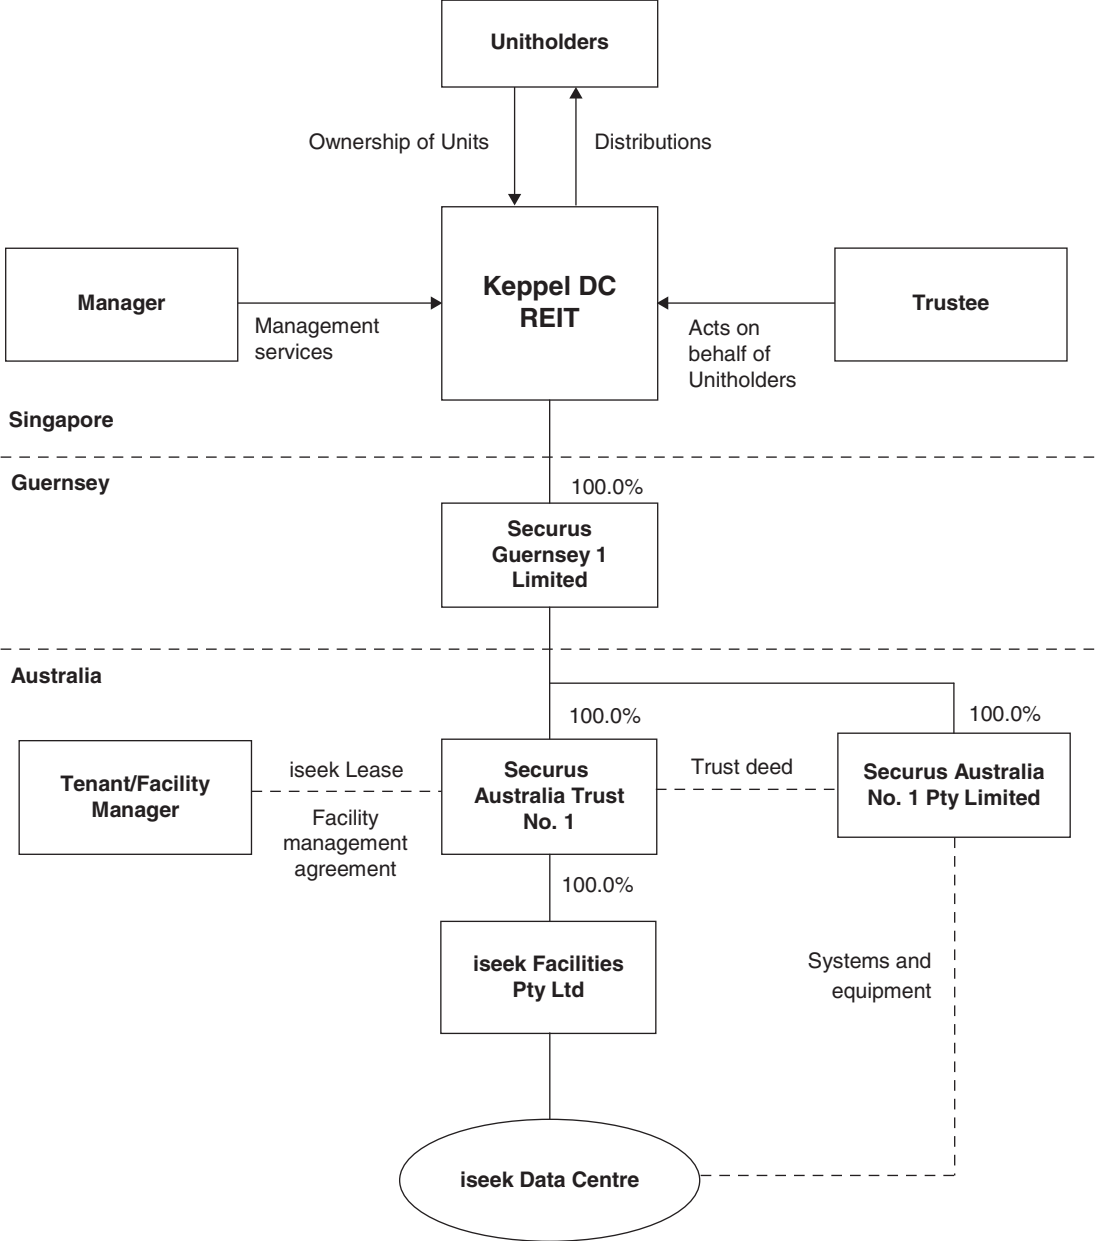 Unitholders
Ownership of Units
Distributions
Keppel DC
REIT
Manager
Management
services
Trustee
Acts on
behalf of
Unitholders
Singapore
Guernsey
100.0%
Securus
Guernsey 1
Limited
Australia
100.0%
100.0%
Tenant/Facility
Manager
iseek Lease
Facility
management
agreement
Securus
Australia Trust
No. 1
Trust deed
Securus Australia
No. 1 Pty Limited
100.0%
iseek Facilities
Pty Ltd
Systems and
equipment
iseek Data Centre